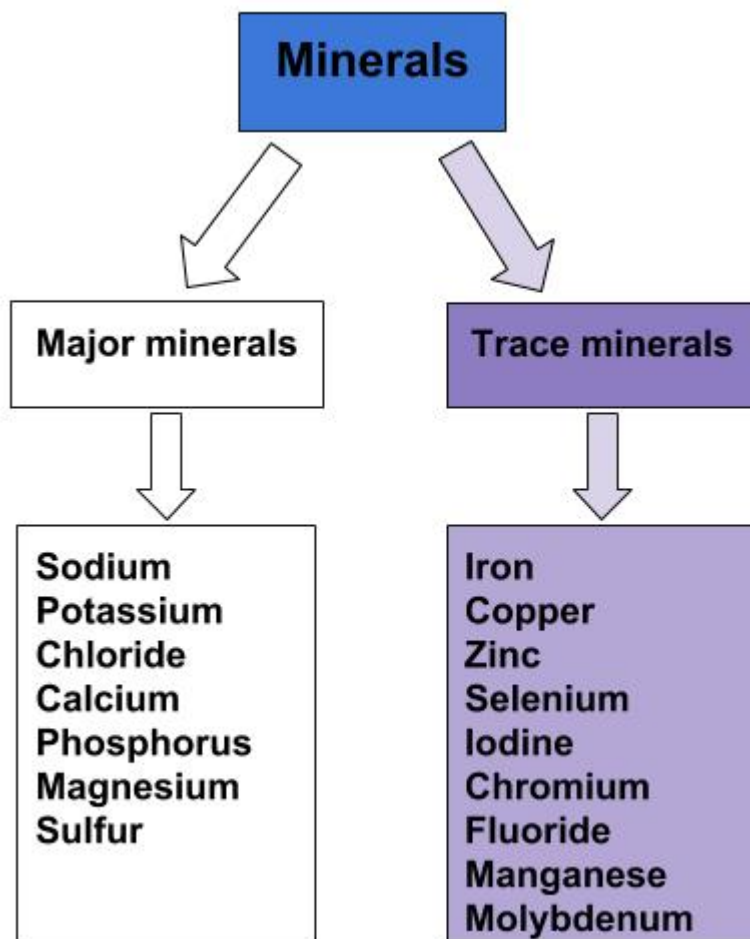 Minerals
Major minerals
Trace minerals
Sodium
Potassium
Chloride
Calcium
Phosphorus
Magnesium
Sulfur
Iron
Copper
Zinc
Selenium
Iodine
Chromium
Fluoride
Manganese
Molybdenum